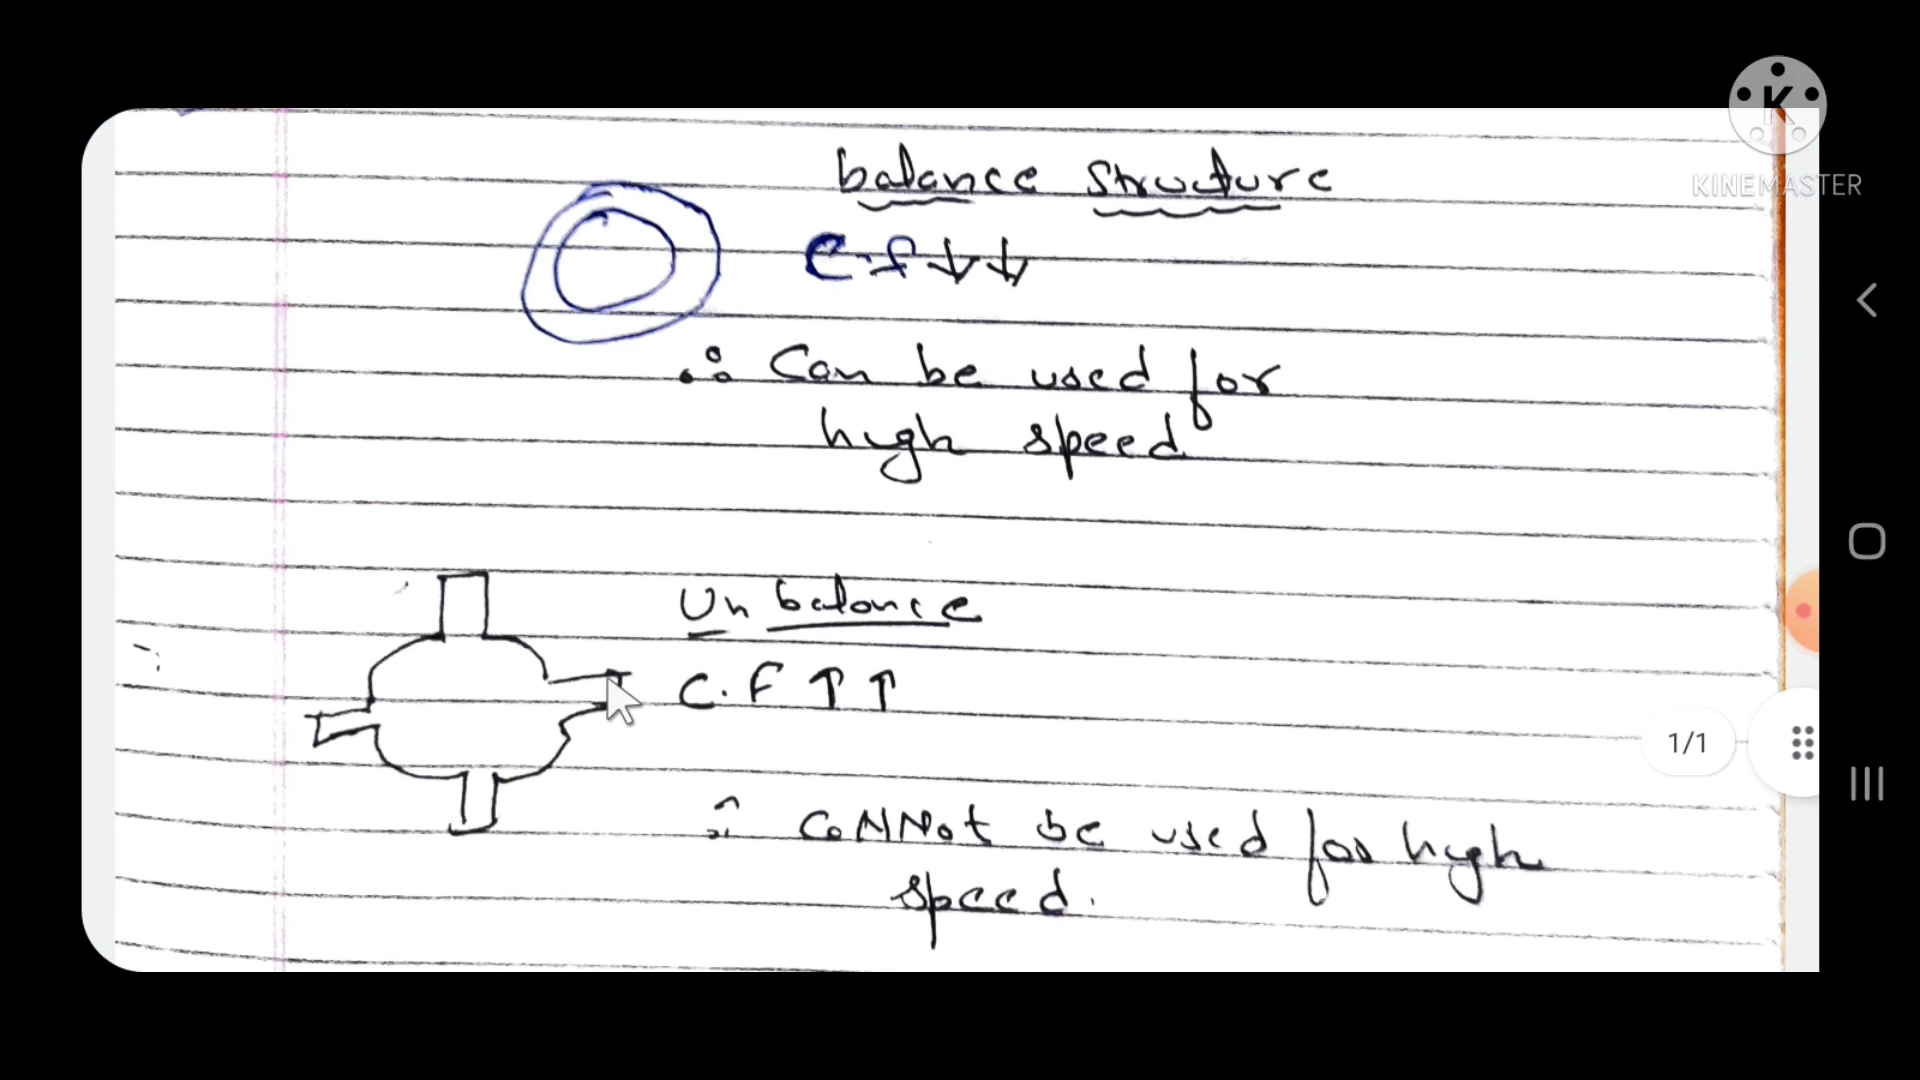 balance structure
C.f ↓↓
∴ Can be used for
high speed
Un balance
C.F ↑↑
∴ CaNNot be used for high
speed.
KINEMASTER
1/1